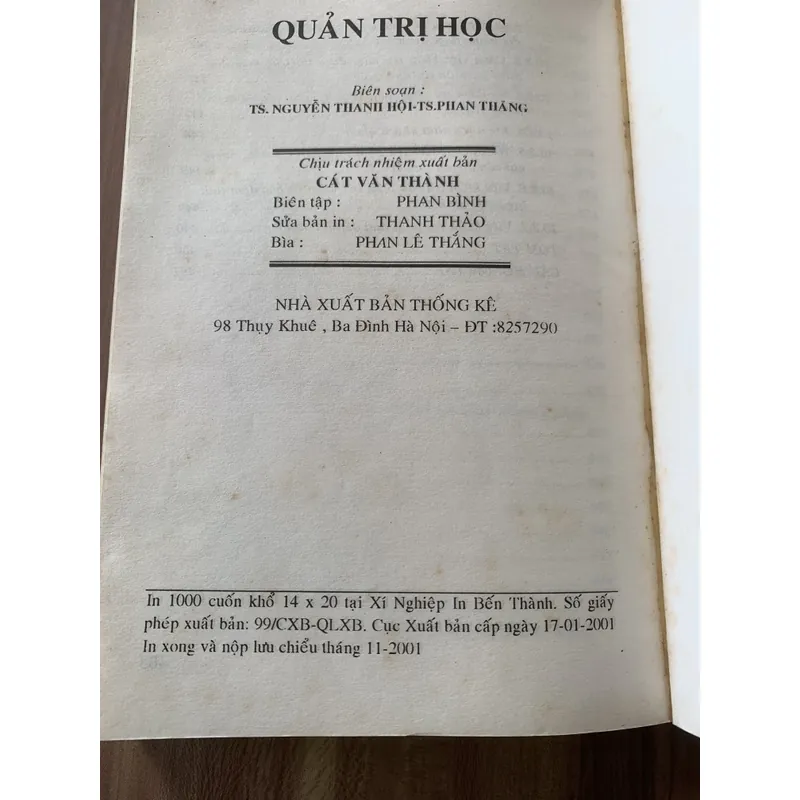 QUẢN TRỊ HỌC
Biên soạn :
TS. NGUYỄN THANH HỘI-TS.PHAN THĂNG
Chịu trách nhiệm xuất bản
CÁT VĂN THÀNH
Biên tập : PHAN BÌNH
Sửa bản in : THANH THẢO
Bìa : PHAN LÊ THẮNG
NHÀ XUẤT BẢN THỐNG KÊ
98 Thụy Khuê , Ba Đình Hà Nội – ĐT :8257290
In 1000 cuốn khổ 14 x 20 tại Xí Nghiệp In Bến Thành. Số giấy
phép xuất bản: 99/CXB-QLXB. Cục Xuất bản cấp ngày 17-01-2001
In xong và nộp lưu chiểu tháng 11-2001